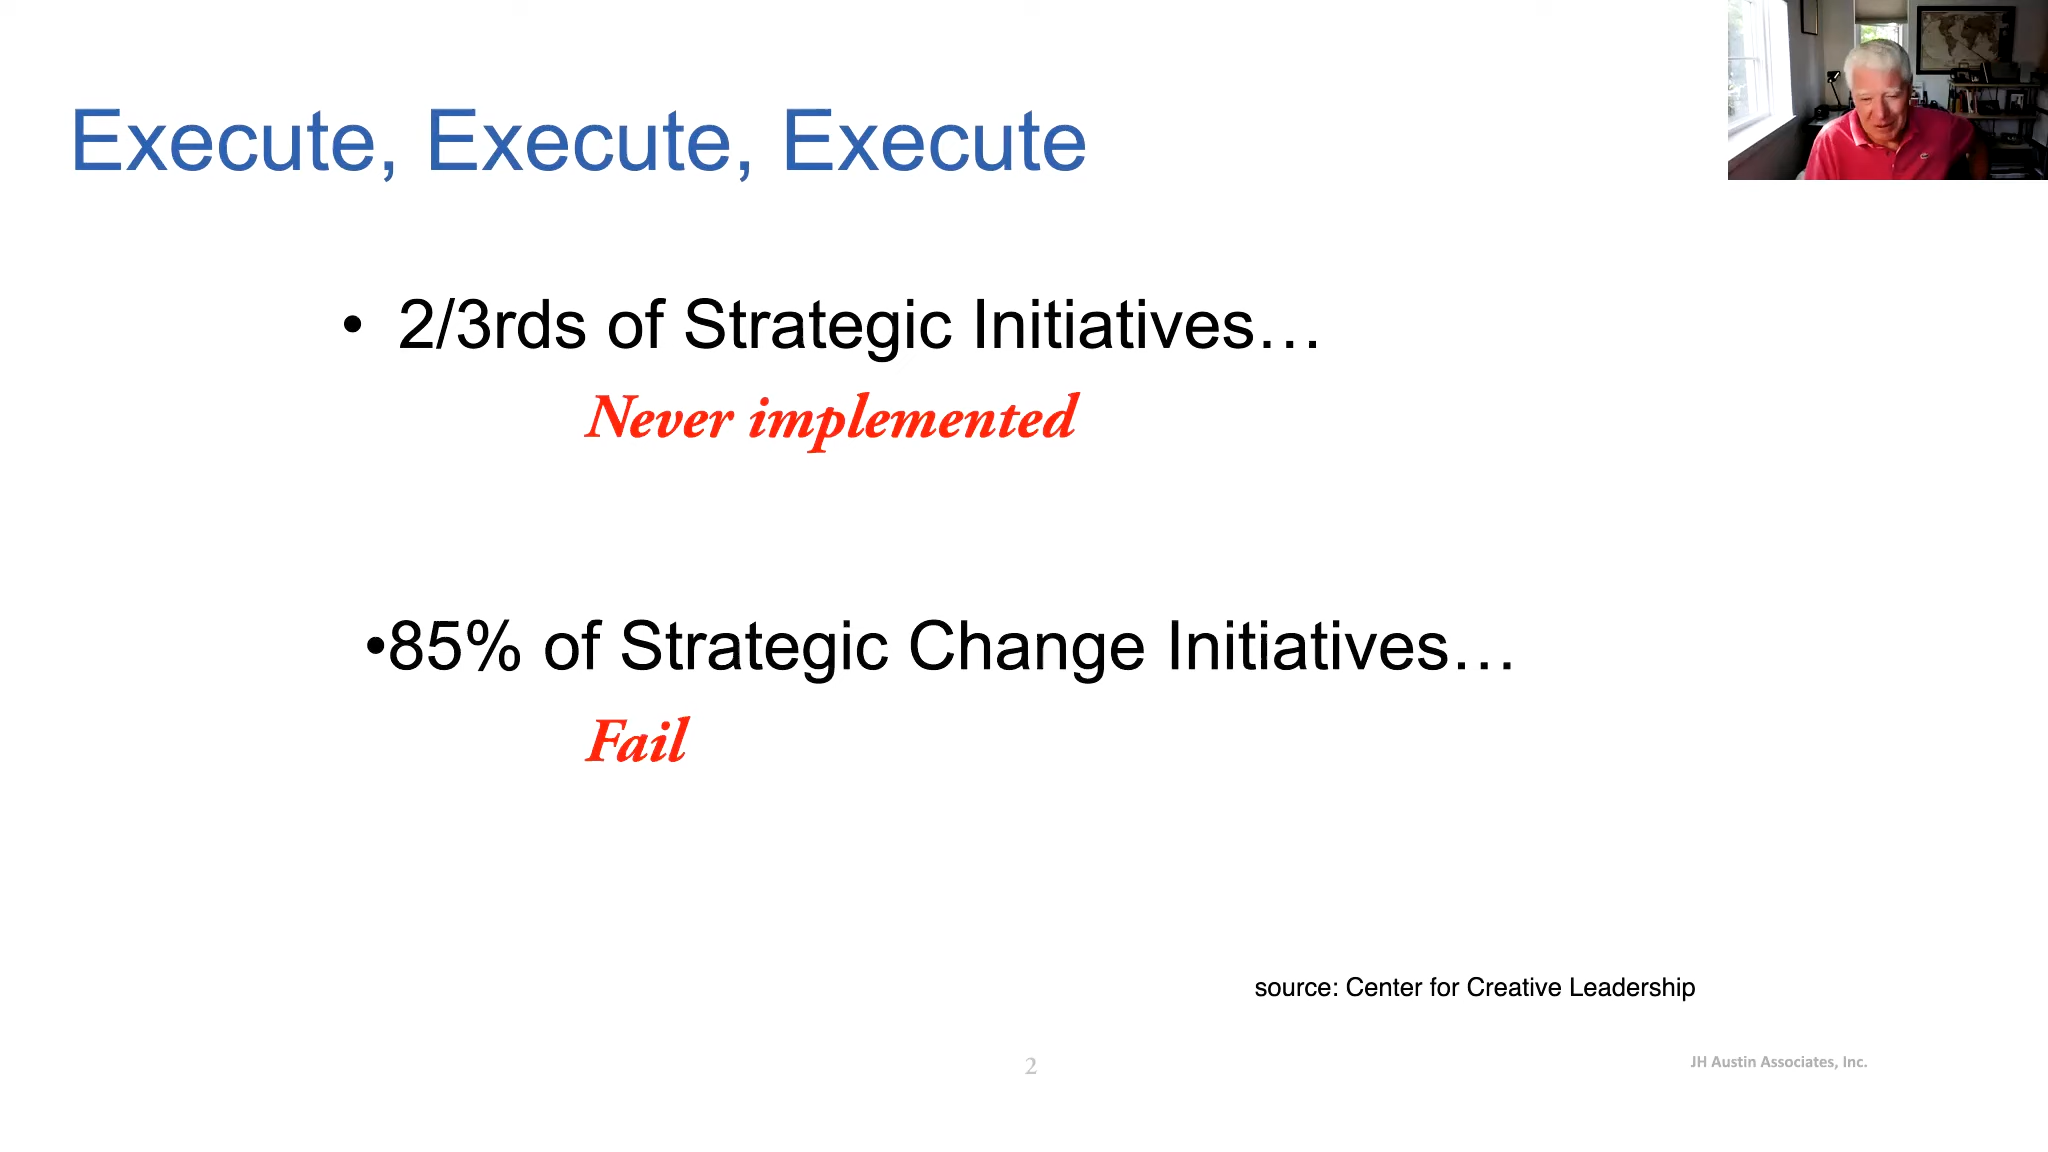 Execute, Execute, Execute
• 2/3rds of Strategic Initiatives…
Never implemented
•85% of Strategic Change Initiatives…
Fail
source: Center for Creative Leadership
2
JH Austin Associates, Inc.